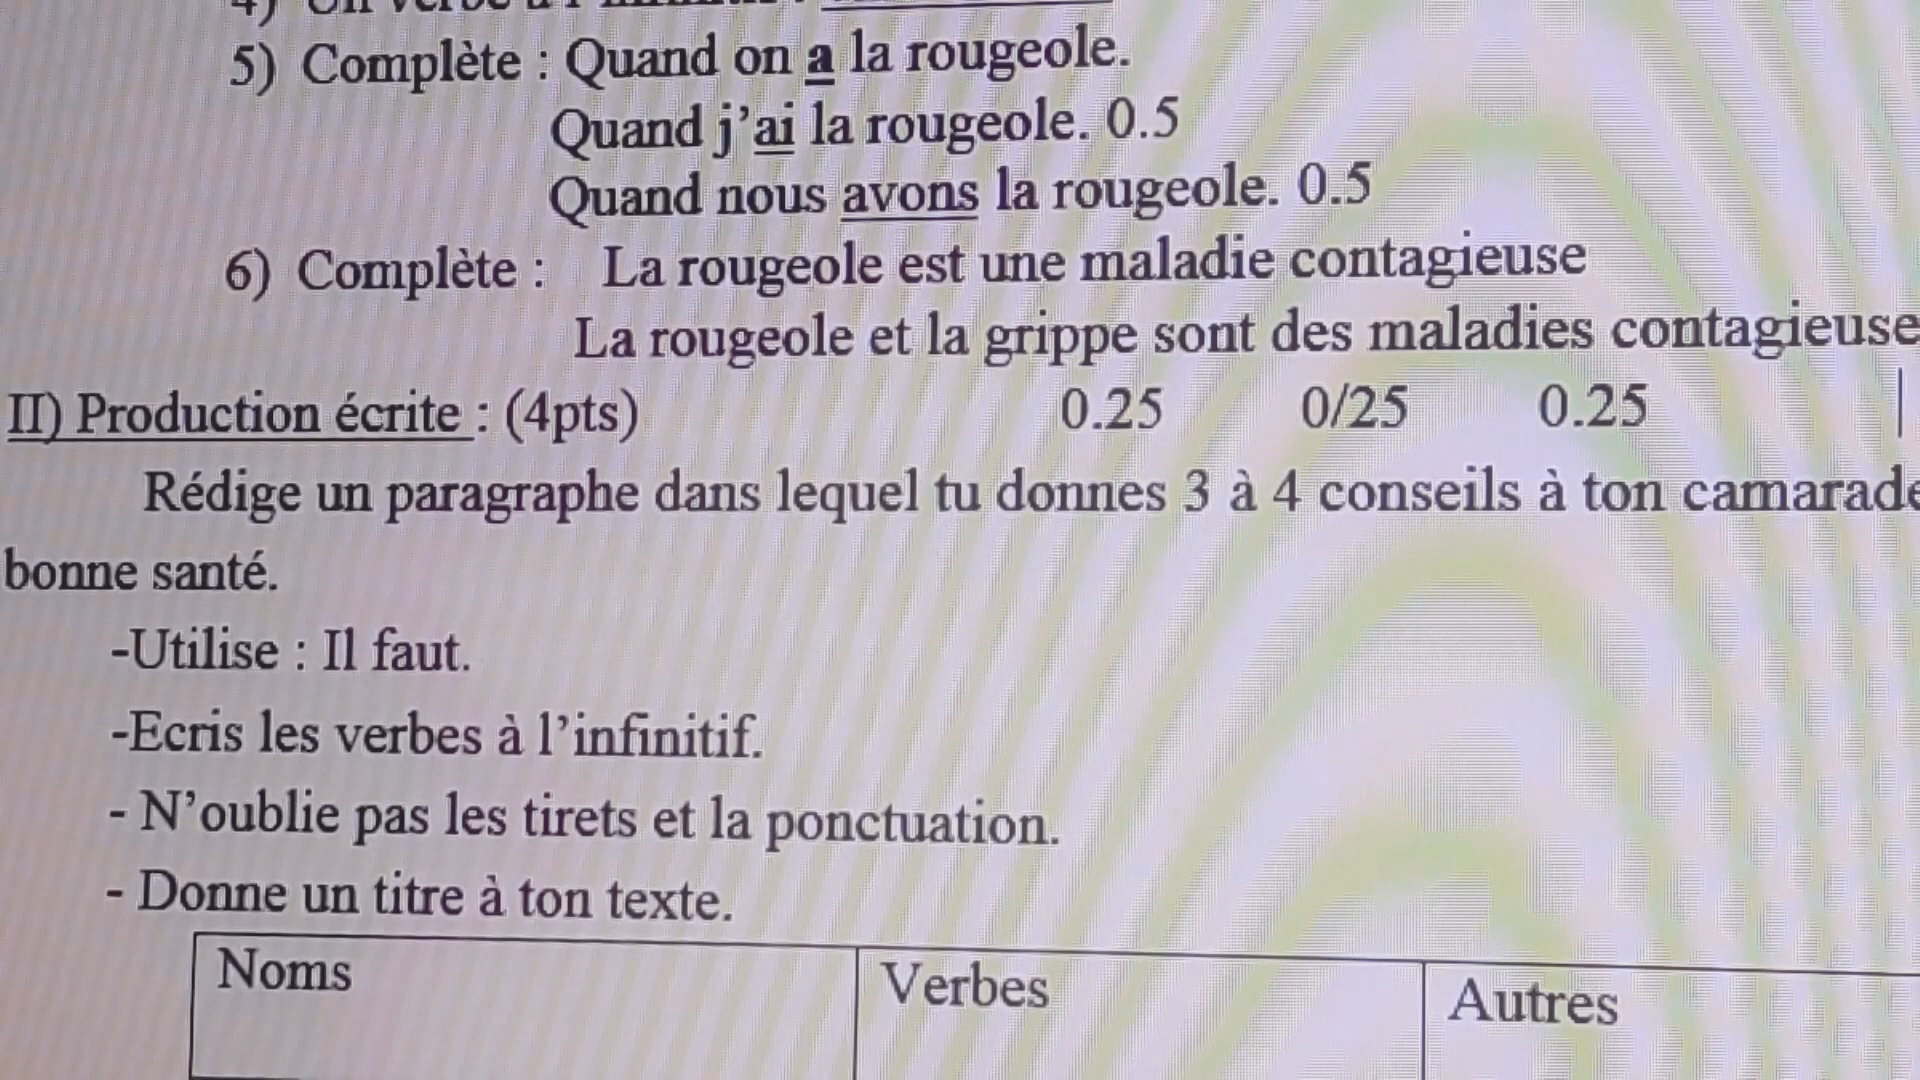 5) Complète : Quand on a la rougeole.
Quand j’ai la rougeole. 0.5
Quand nous avons la rougeole. 0.5
6) Complète : La rougeole est une maladie contagieuse
La rougeole et la grippe sont des maladies contagieuse
II) Production écrite : (4pts) 0.25 0/25 0.25
Rédige un paragraphe dans lequel tu donnes 3 à 4 conseils à ton camarade
bonne santé.
-Utilise : Il faut.
-Ecris les verbes à l’infinitif.
- N’oublie pas les tirets et la ponctuation.
- Donne un titre à ton texte.
Noms Verbes Autres